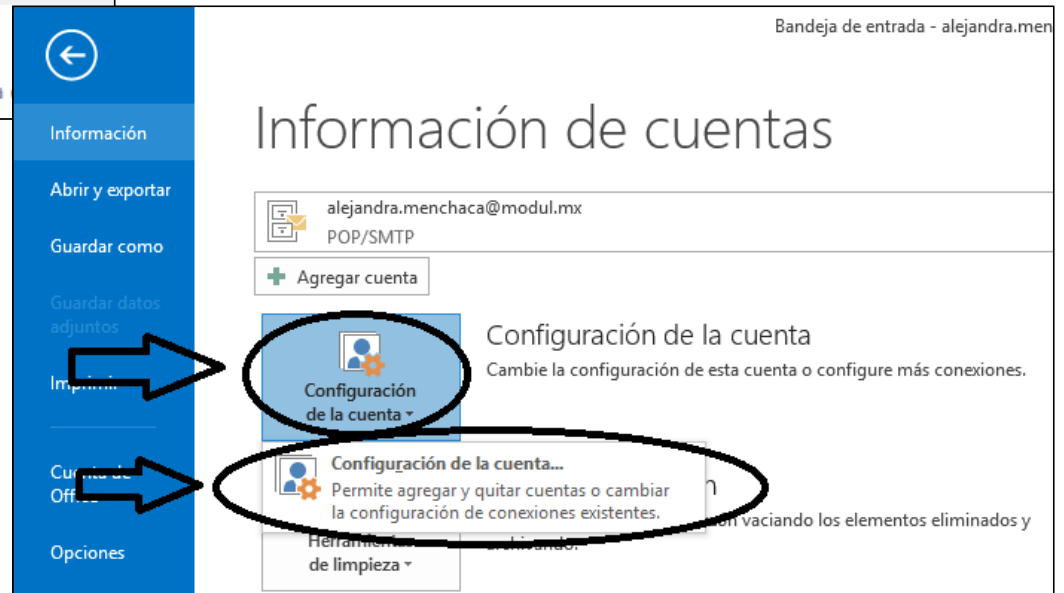 Bandeja de entrada - alejandra.men
Información
Abrir y exportar
Guardar como
Guardar datos
adjuntos
Imprimir
Cuenta de
Office
Opciones
Información de cuentas
alejandra.menchaca@modul.mx
POP/SMTP
Agregar cuenta
Configuración
de la cuenta
Configuración de la cuenta
Cambie la configuración de esta cuenta o configure más conexiones.
Configuración de la cuenta...
Permite agregar y quitar cuentas o cambiar
la configuración de conexiones existentes.
vaciando los elementos eliminados y
archivando.
Herramientas
de limpieza